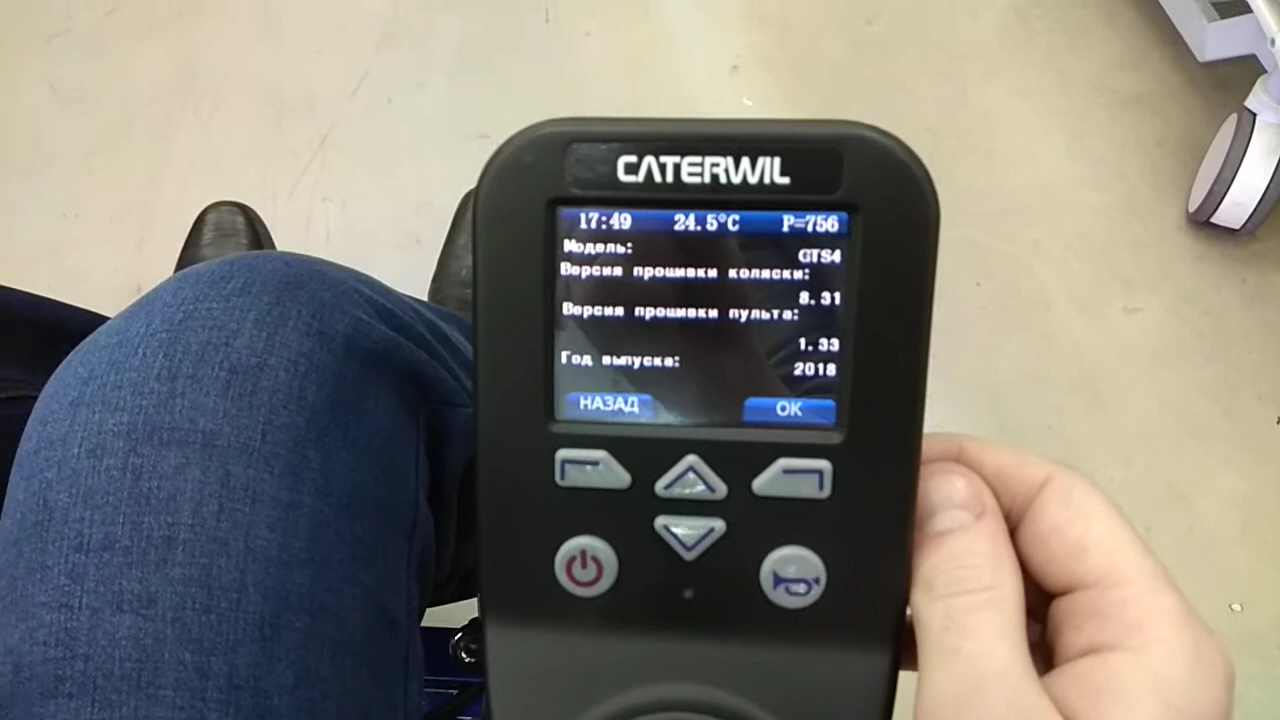 CATERWIL
17:49 24.5°C P=756
Модель: GTS4
Версия прошивки коляски:
8.31
Версия прошивки пульта:
1.33
Год выпуска: 2018
НАЗАД OK